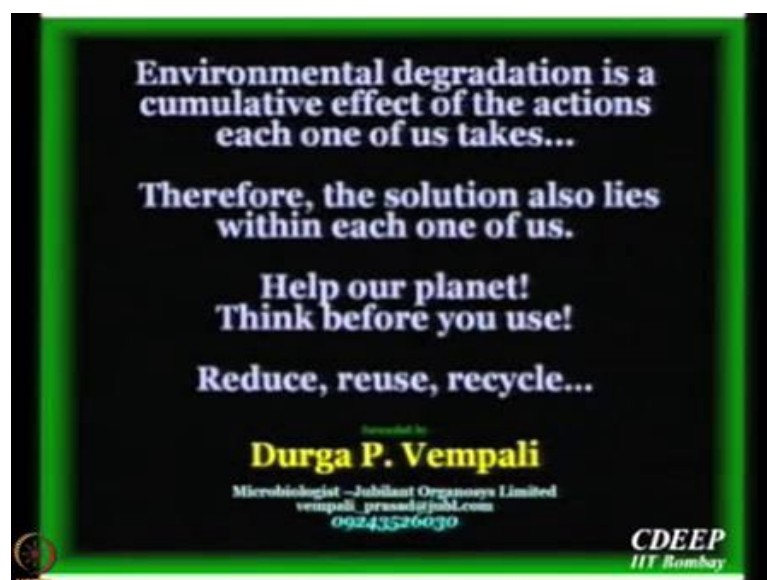 Environmental degradation is a
cumulative effect of the actions
each one of us takes...
Therefore, the solution also lies
within each one of us.
Help our planet!
Think before you use!
Reduce, reuse, recycle...
Durga P. Vempali
Microbiologist –Jubilant Organosys Limited
vempali_prasad@jubl.com
09243526030
CDEEP
IIT Bombay